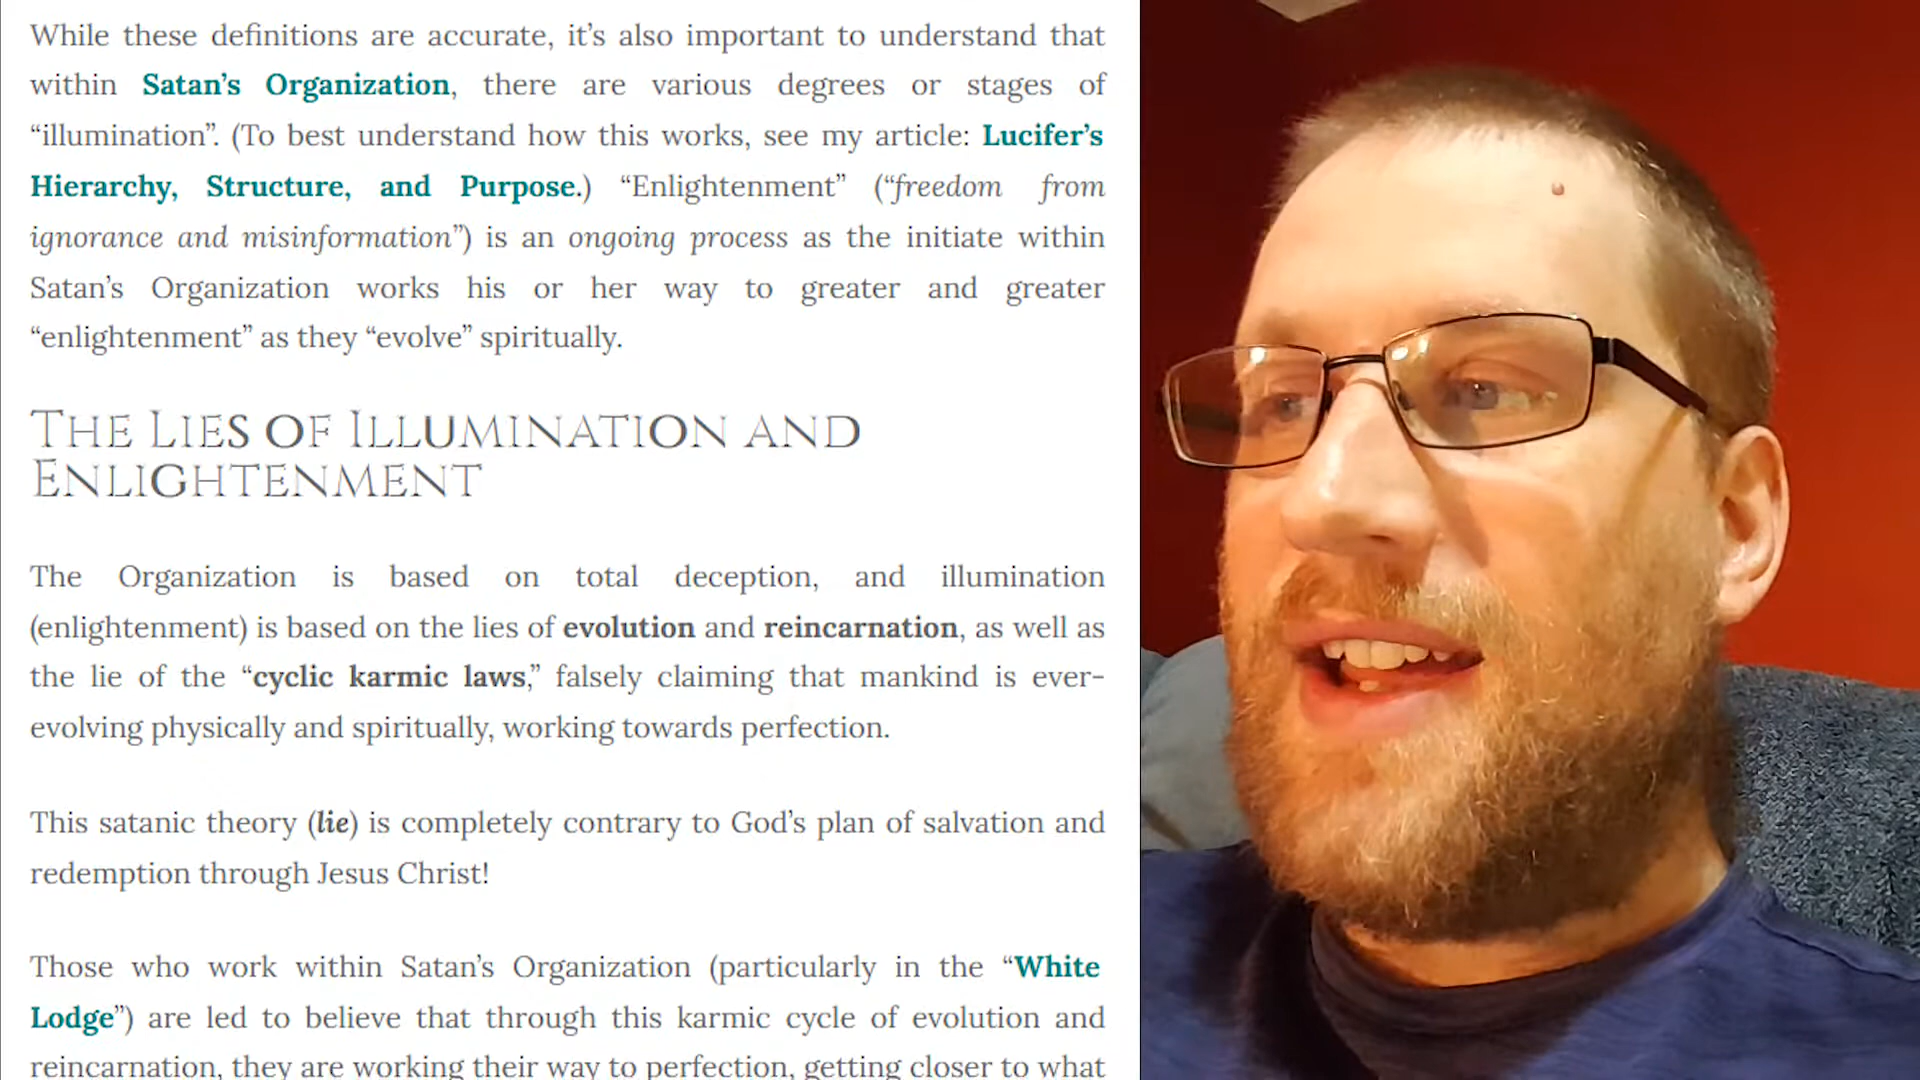 While these definitions are accurate, it’s also important to understand that
within Satan’s Organization, there are various degrees or stages of
“illumination”. (To best understand how this works, see my article: Lucifer’s
Hierarchy, Structure, and Purpose.) “Enlightenment” (“freedom from
ignorance and misinformation”) is an ongoing process as the initiate within
Satan’s Organization works his or her way to greater and greater
“enlightenment” as they “evolve” spiritually.
THE LIES OF ILLUMINATION AND
ENLIGHTENMENT
The Organization is based on total deception, and illumination
(enlightenment) is based on the lies of evolution and reincarnation, as well as
the lie of the “cyclic karmic laws,” falsely claiming that mankind is ever-
evolving physically and spiritually, working towards perfection.
This satanic theory (lie) is completely contrary to God’s plan of salvation and
redemption through Jesus Christ!
Those who work within Satan’s Organization (particularly in the “White
Lodge”) are led to believe that through this karmic cycle of evolution and
reincarnation, they are working their way to perfection, getting closer to what